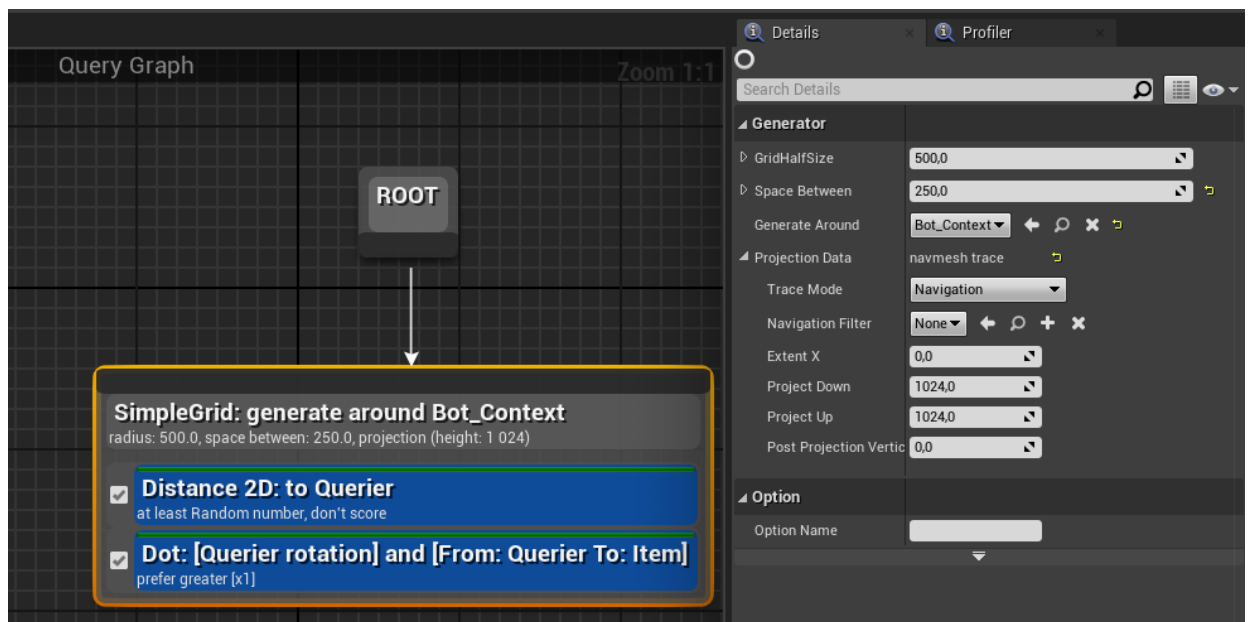 Query Graph
Zoom 1:1
ROOT
SimpleGrid: generate around Bot_Context
radius: 500.0, space between: 250.0, projection (height: 1 024)
Distance 2D: to Querier
at least Random number, don't score
Dot: [Querier rotation] and [From: Querier To: Item]
prefer greater [x1]
Details
Profiler
Search Details
Generator
GridHalfSize
500,0
Space Between
250,0
Generate Around
Bot_Context
Projection Data
navmesh trace
Trace Mode
Navigation
Navigation Filter
None
Extent X
0,0
Project Down
1024,0
Project Up
1024,0
Post Projection Vertic
0,0
Option
Option Name